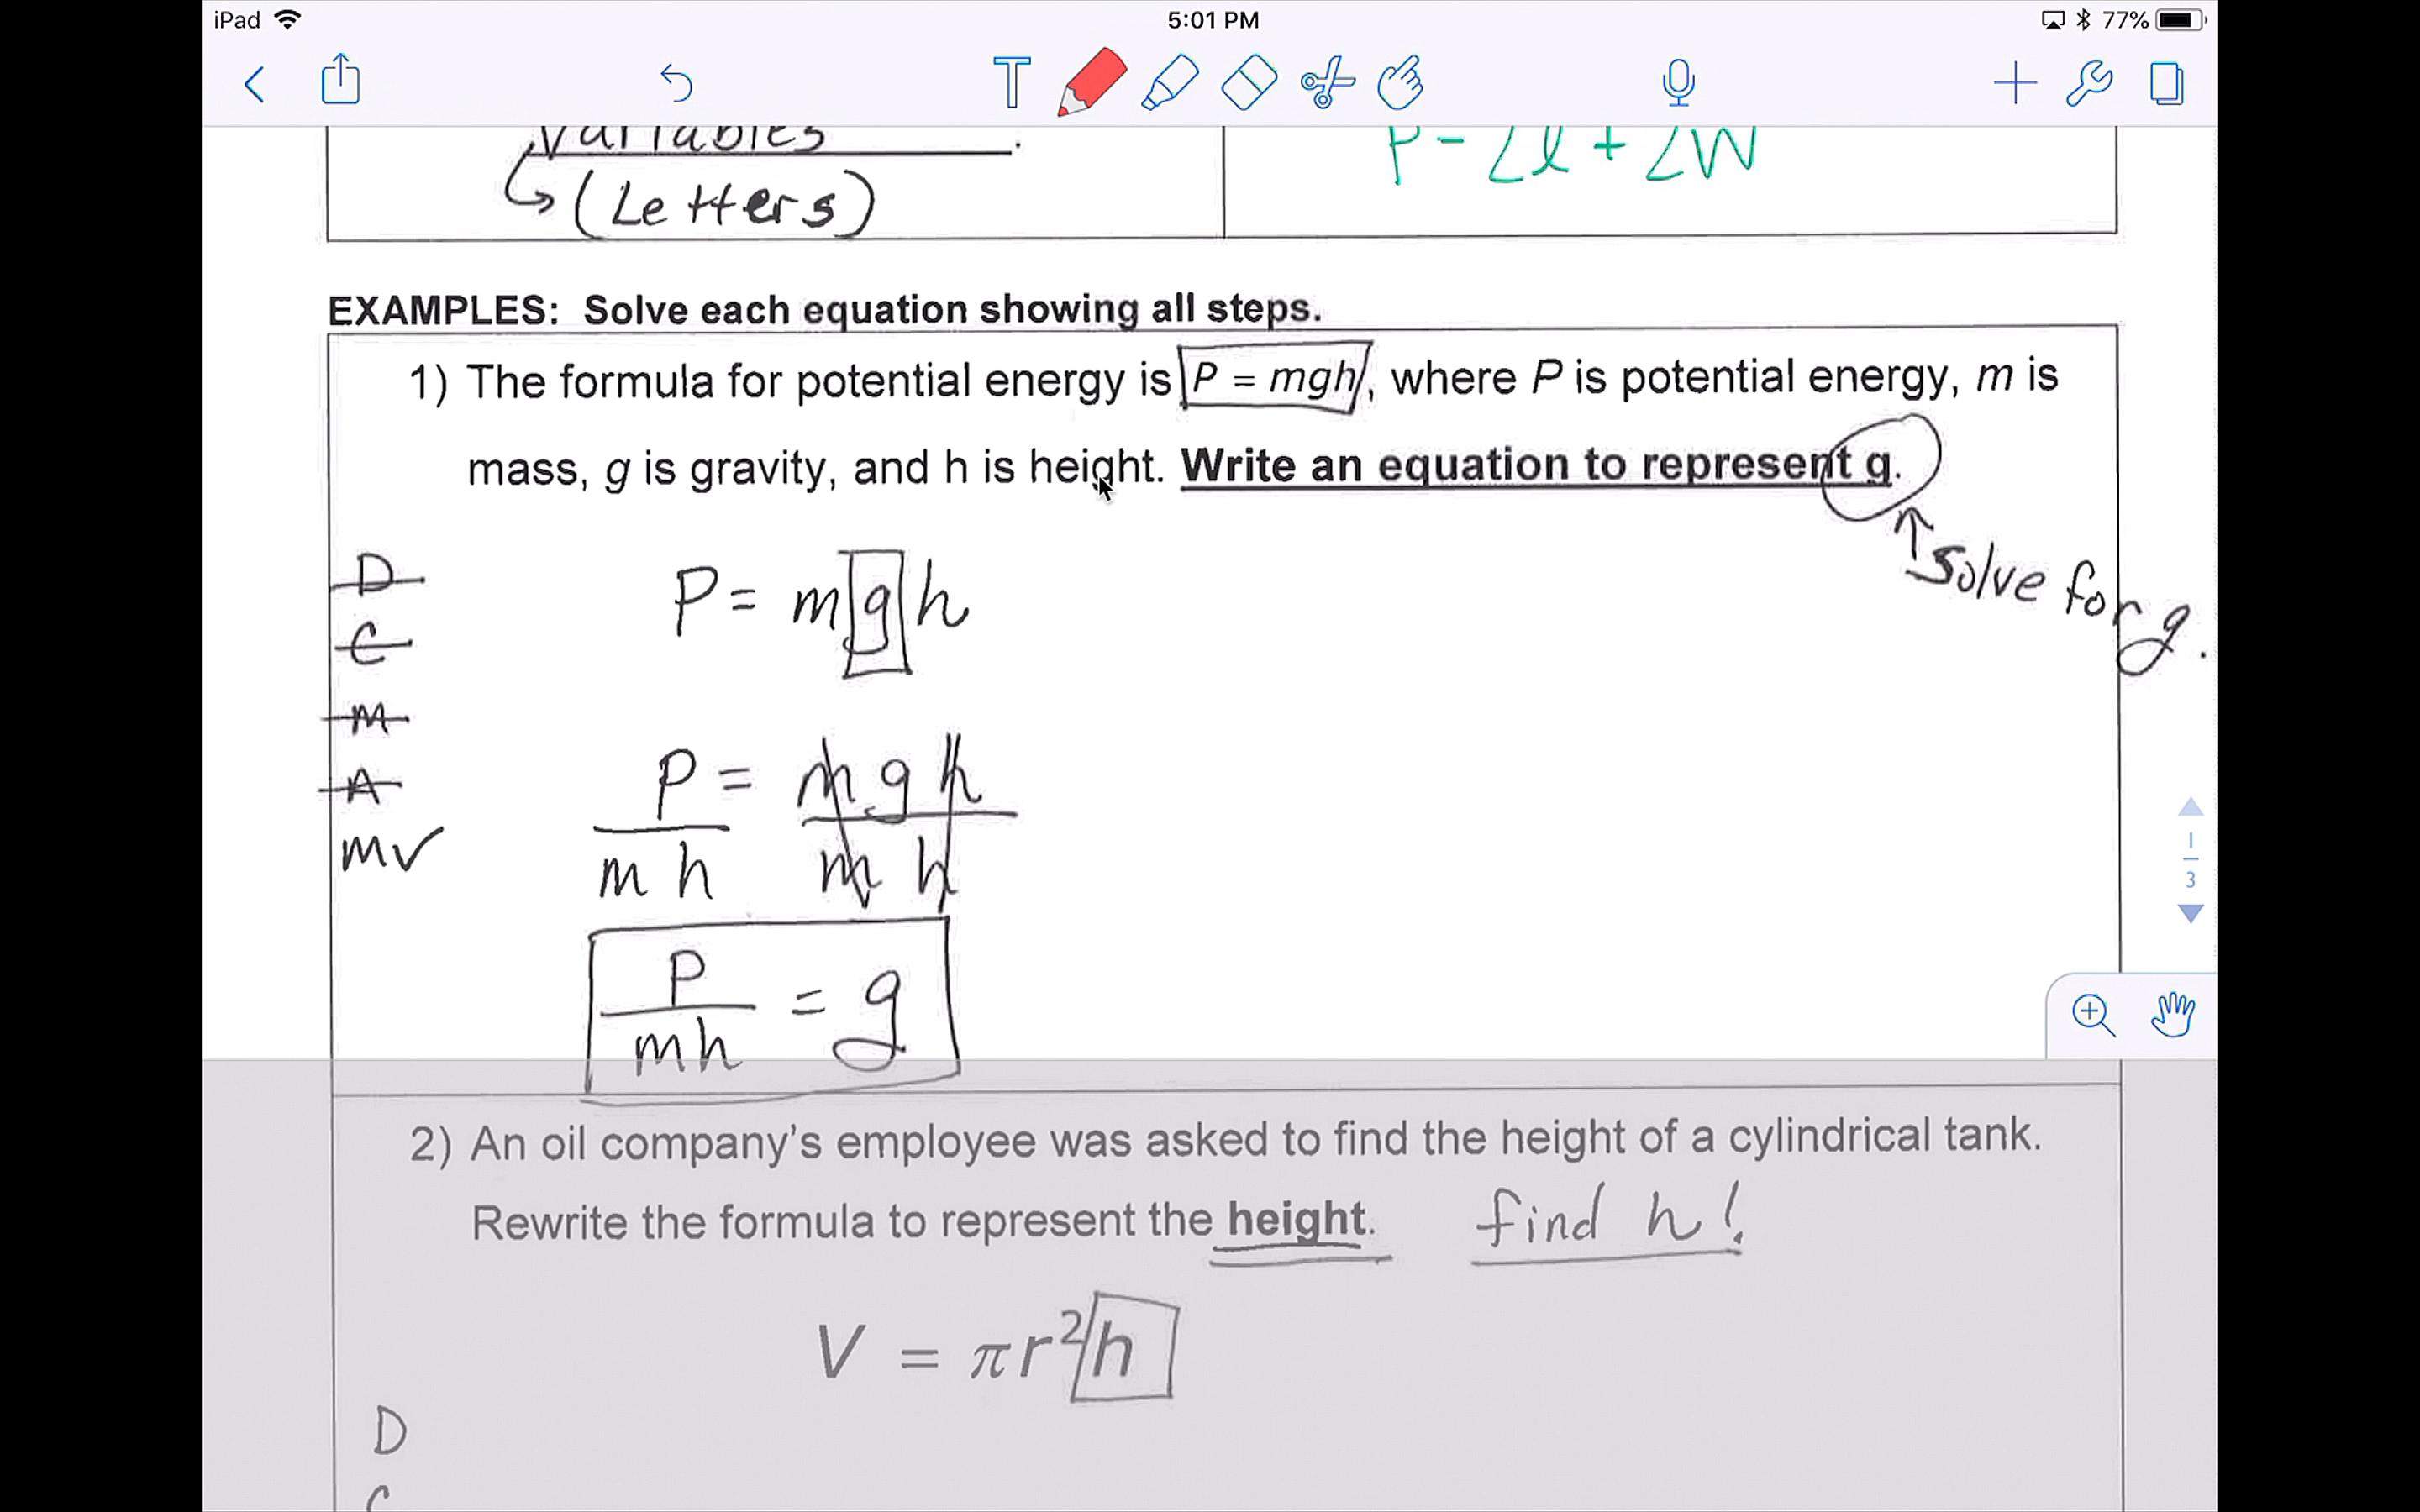 iPad 5:01 PM 77%
T
Variables.
(Letters)
P = 2l + 2W
EXAMPLES: Solve each equation showing all steps.
1) The formula for potential energy is P = mgh, where P is potential energy, m is
mass, g is gravity, and h is height. Write an equation to represent g.
solve for g.
D
C
M
A
MV
P = mgh
P = mgh
mh mh
P
mh = g
1
3
2) An oil company's employee was asked to find the height of a cylindrical tank.
Rewrite the formula to represent the height. find h!
V = πr²h
D
C